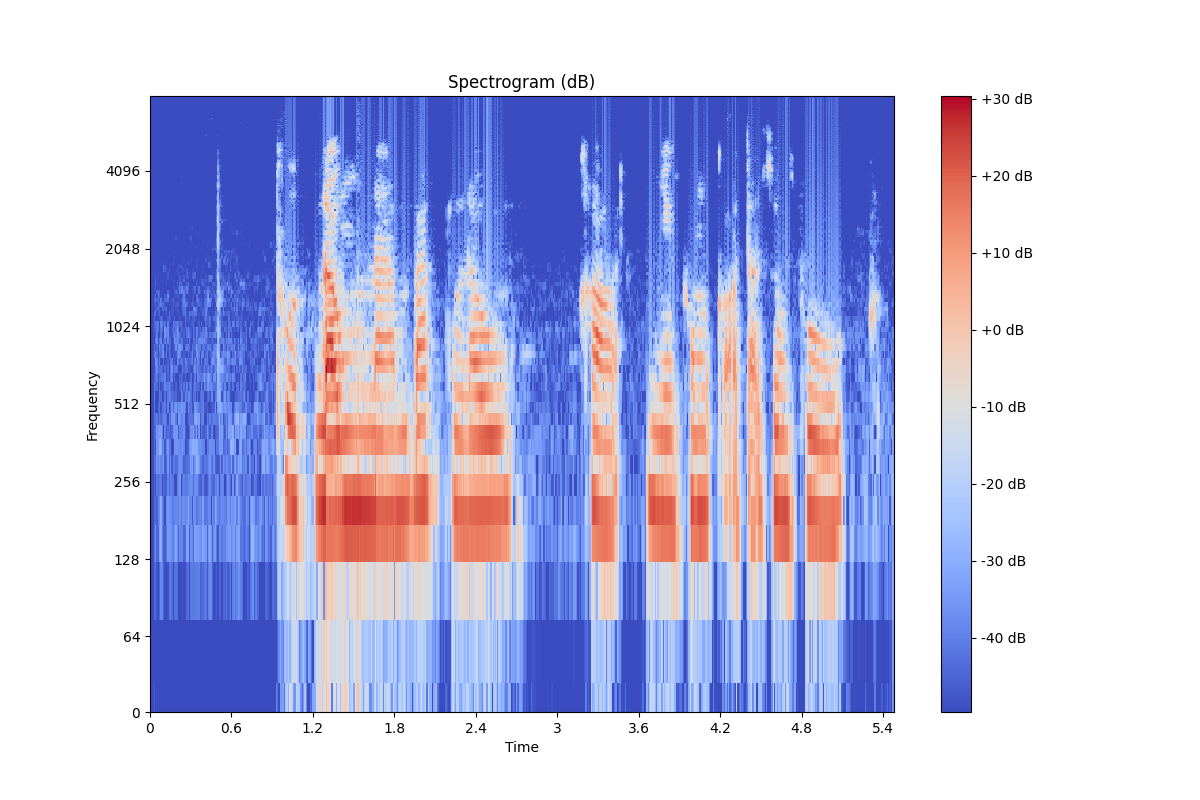 Spectrogram (dB)
+30 dB
+20 dB
+10 dB
+0 dB
-10 dB
-20 dB
-30 dB
-40 dB
Frequency
4096
2048
1024
512
256
128
64
0
0 0.6 1.2 1.8 2.4 3 3.6 4.2 4.8 5.4
Time